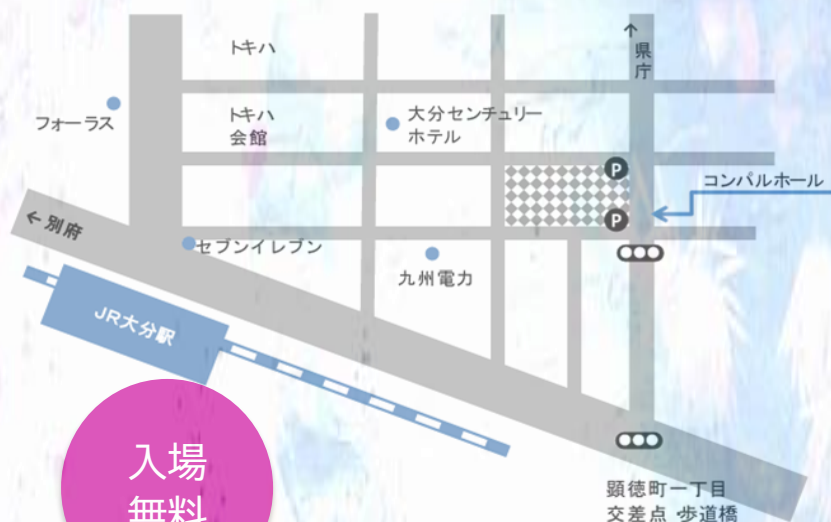 トキハ
↑県庁
フォーラス
トキハ
会館
大分センチュリー
ホテル
P
コンパルホール
P
←別府
セブンイレブン
九州電力
JR大分駅
入場
無料
顕徳町一丁目
交差点 歩道橋